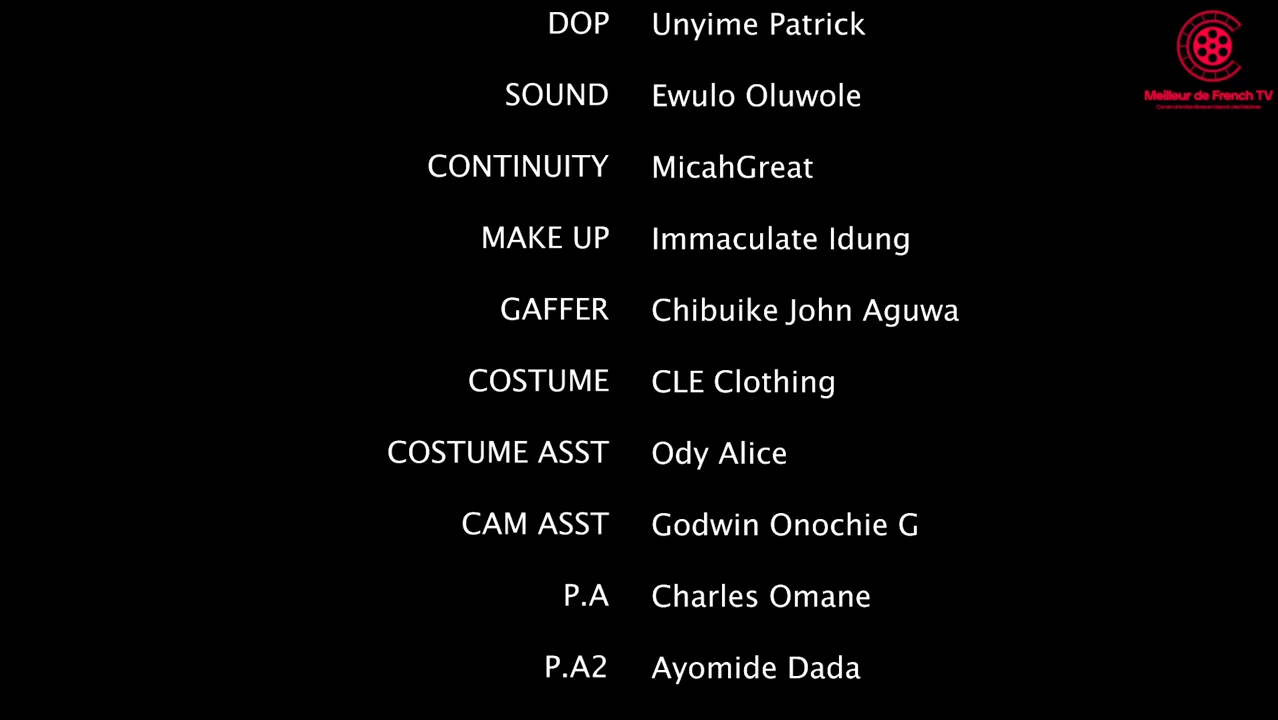 DOP Unyime Patrick
SOUND Ewulo Oluwole
CONTINUITY MicahGreat
MAKE UP Immaculate Idung
GAFFER Chibuike John Aguwa
COSTUME CLE Clothing
COSTUME ASST Ody Alice
CAM ASST Godwin Onochie G
P.A Charles Omane
P.A2 Ayomide Dada
Meilleur de French TV